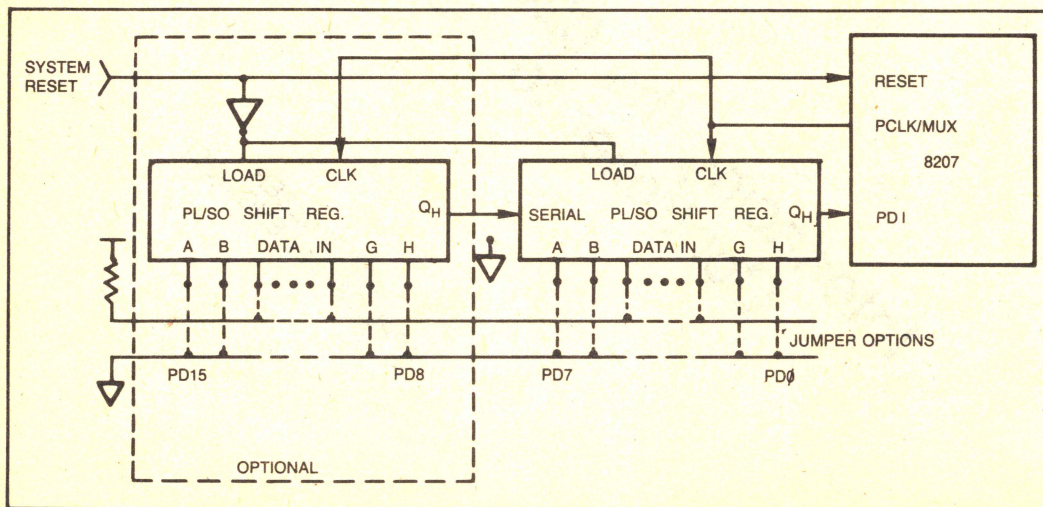 SYSTEM
RESET
RESET
PCLK/MUX
8207
PDI
LOAD CLK
PL/SO SHIFT REG. QH
A B DATA IN G H
LOAD CLK
SERIAL PL/SO SHIFT REG. QH
A B DATA IN G H
JUMPER OPTIONS
PD15 PD8 PD7 PD0
OPTIONAL